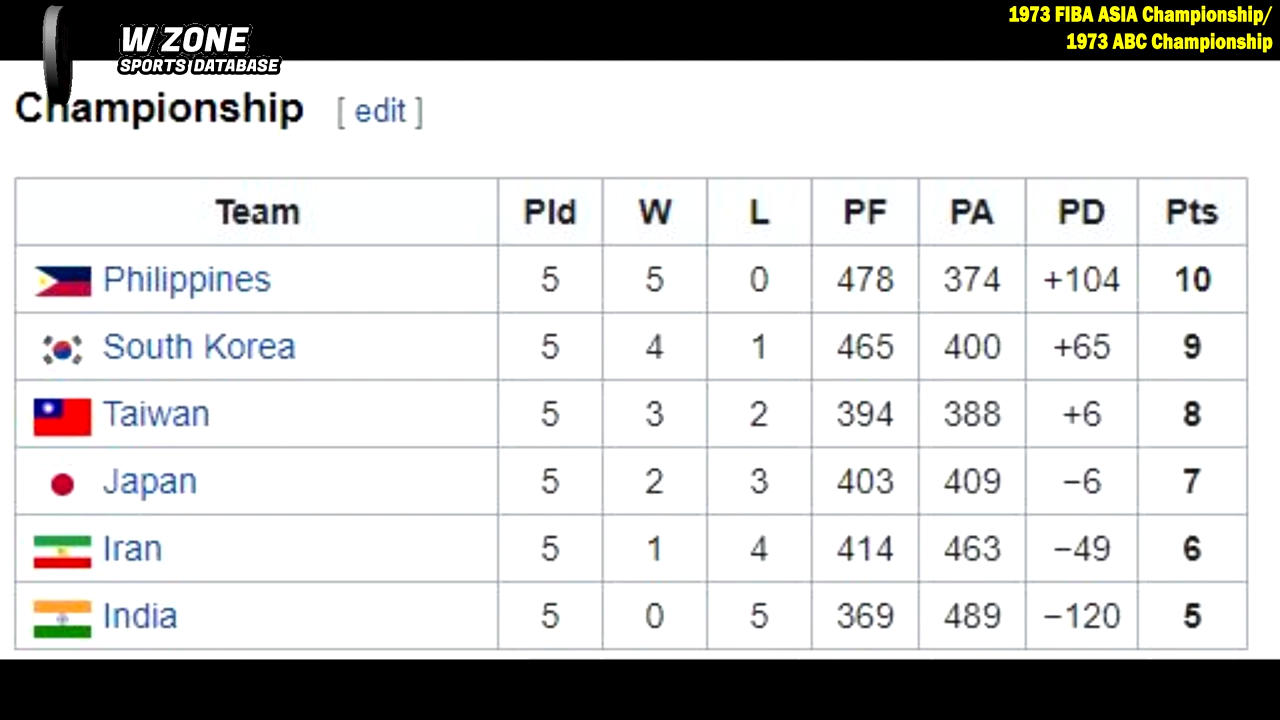 1973 FIBA ASIA Championship/
1973 ABC Championship
W ZONE
SPORTS DATABASE
Championship [ edit ]
Team Pld W L PF PA PD Pts
Philippines 5 5 0 478 374 +104 10
South Korea 5 4 1 465 400 +65 9
Taiwan 5 3 2 394 388 +6 8
Japan 5 2 3 403 409 −6 7
Iran 5 1 4 414 463 −49 6
India 5 0 5 369 489 −120 5